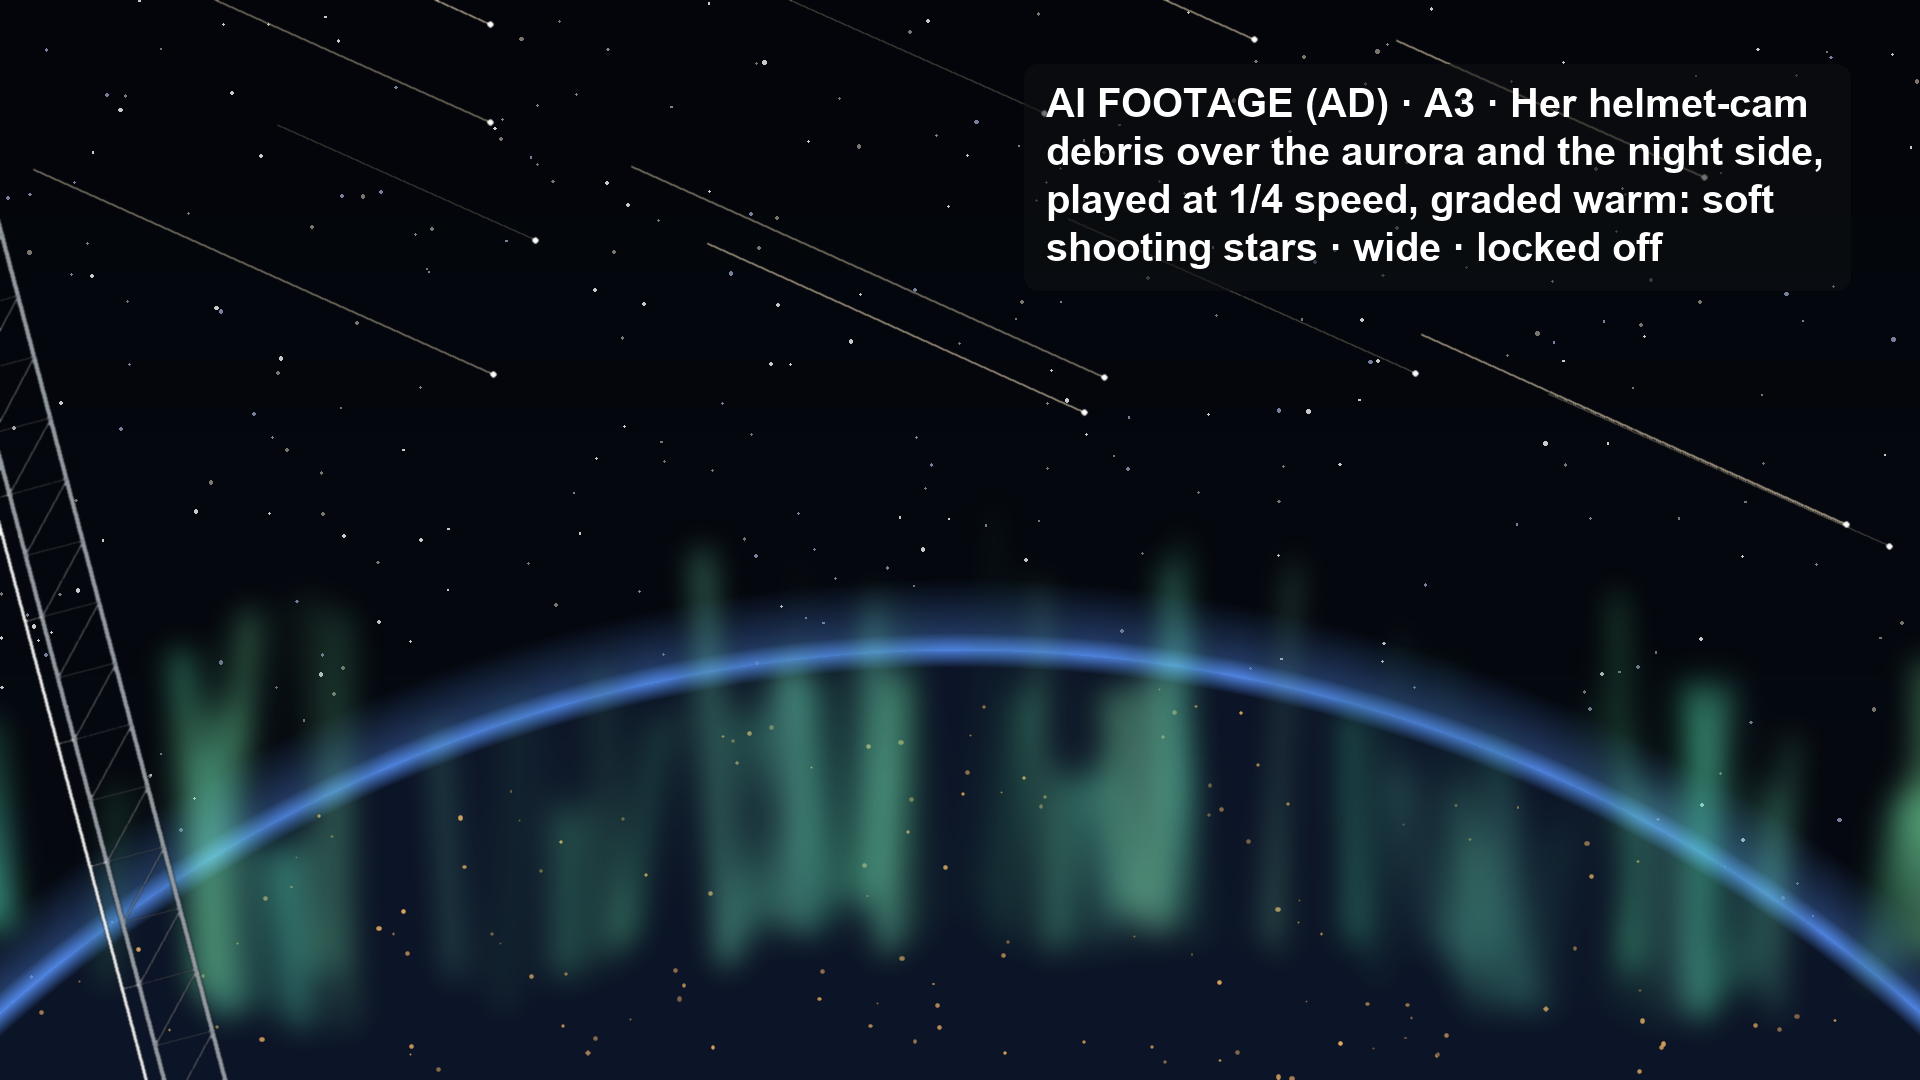 AI FOOTAGE (AD) · A3 · Her helmet-cam
debris over the aurora and the night side,
played at 1/4 speed, graded warm: soft
shooting stars · wide · locked off